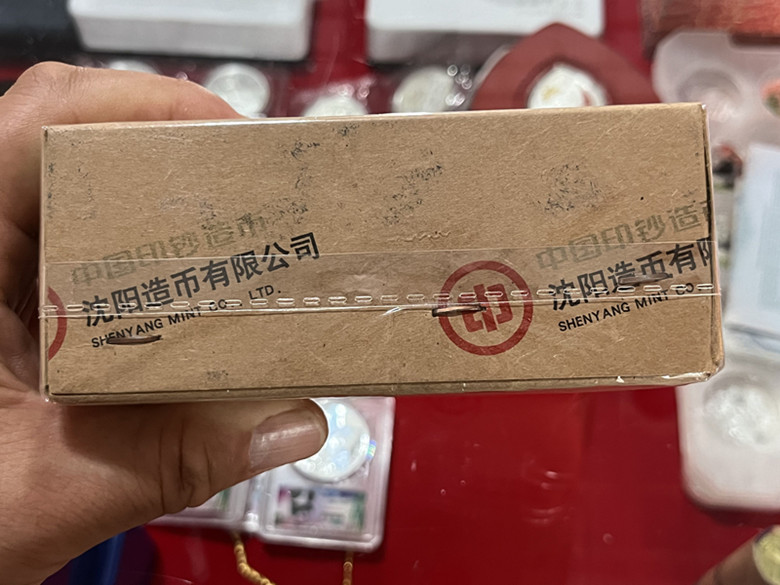 中国印钞造币
沈阳造币有限公司
SHENYANG MINT CO., LTD.
中国印钞造币
沈阳造币有限
SHENYANG MINT CO